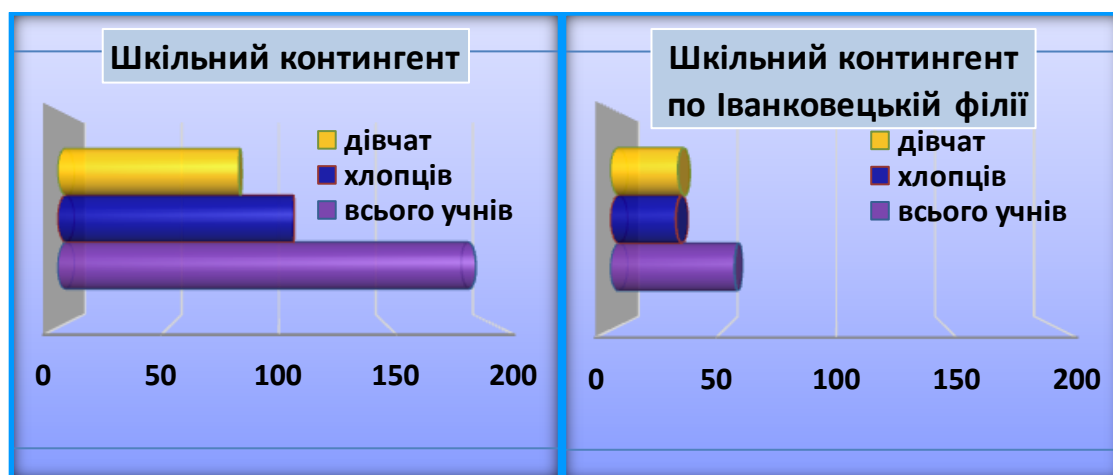 Шкільний контингент
дівчат
хлопців
всього учнів
0 50 100 150 200
Шкільний контингент
по Іванковецькій філії
дівчат
хлопців
всього учнів
0 50 100 150 200